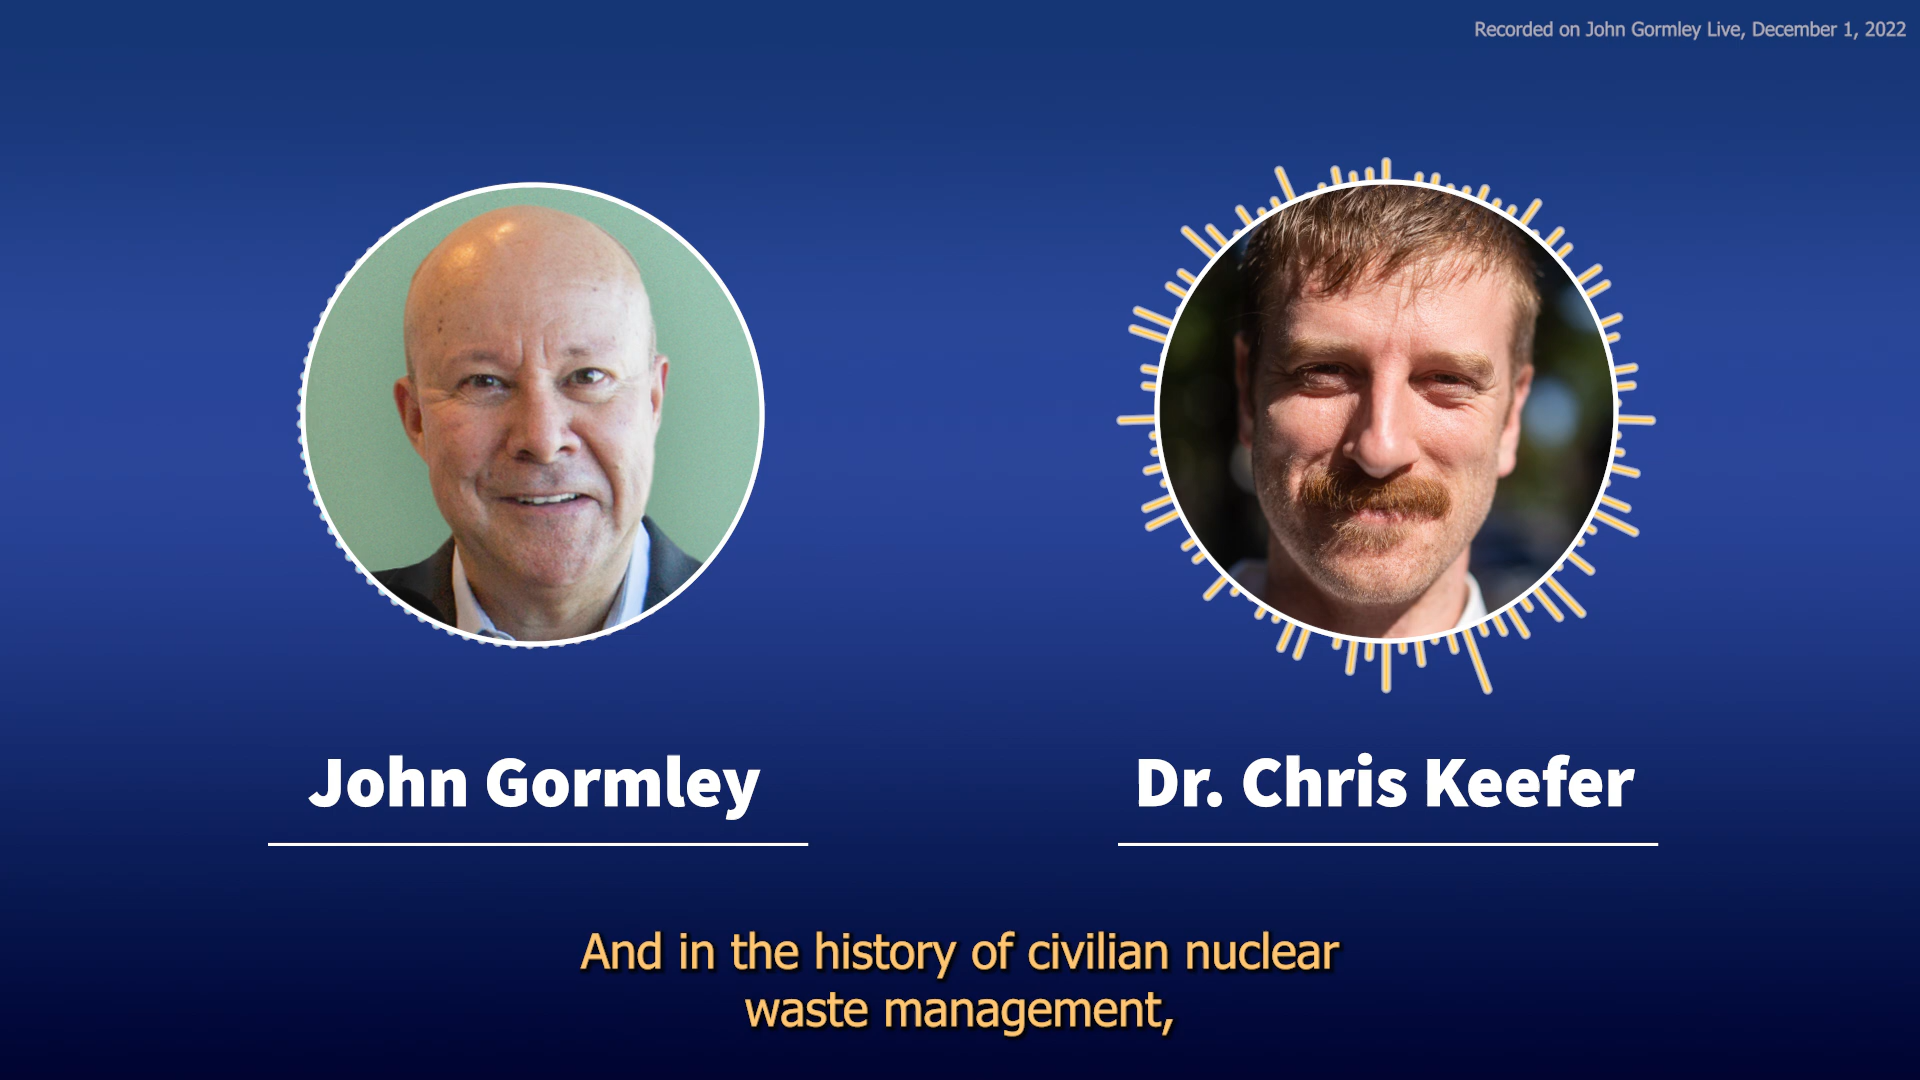 Recorded on John Gormley Live, December 1, 2022
John Gormley
Dr. Chris Keefer
And in the history of civilian nuclear
waste management,